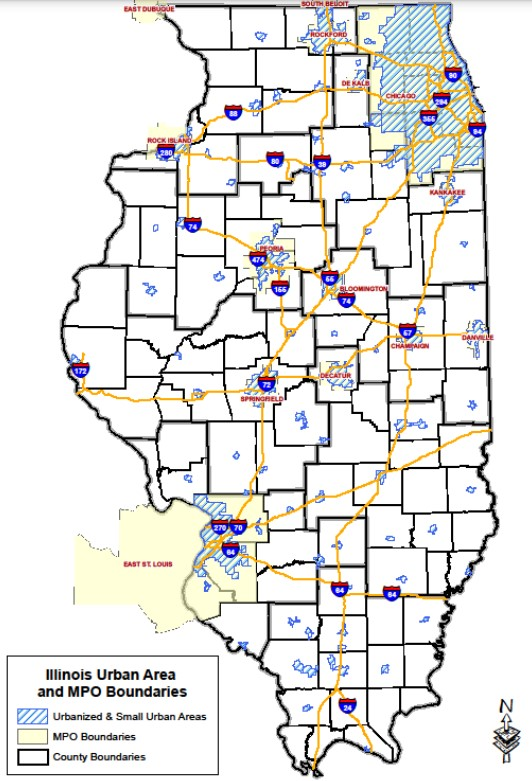 SOUTH BELOIT
EAST DUBUQUE
ROCKFORD
DE KALB
CHICAGO
90
294
355
94
88
ROCK ISLAND
280
80
39
KANKAKEE
74
PEORIA
474
155
55
BLOOMINGTON
74
57
CHAMPAIGN
DANVILLE
172
72
DECATUR
SPRINGFIELD
270
70
64
EAST ST. LOUIS
64
64
24
Illinois Urban Area
and MPO Boundaries
Urbanized & Small Urban Areas
MPO Boundaries
County Boundaries
N